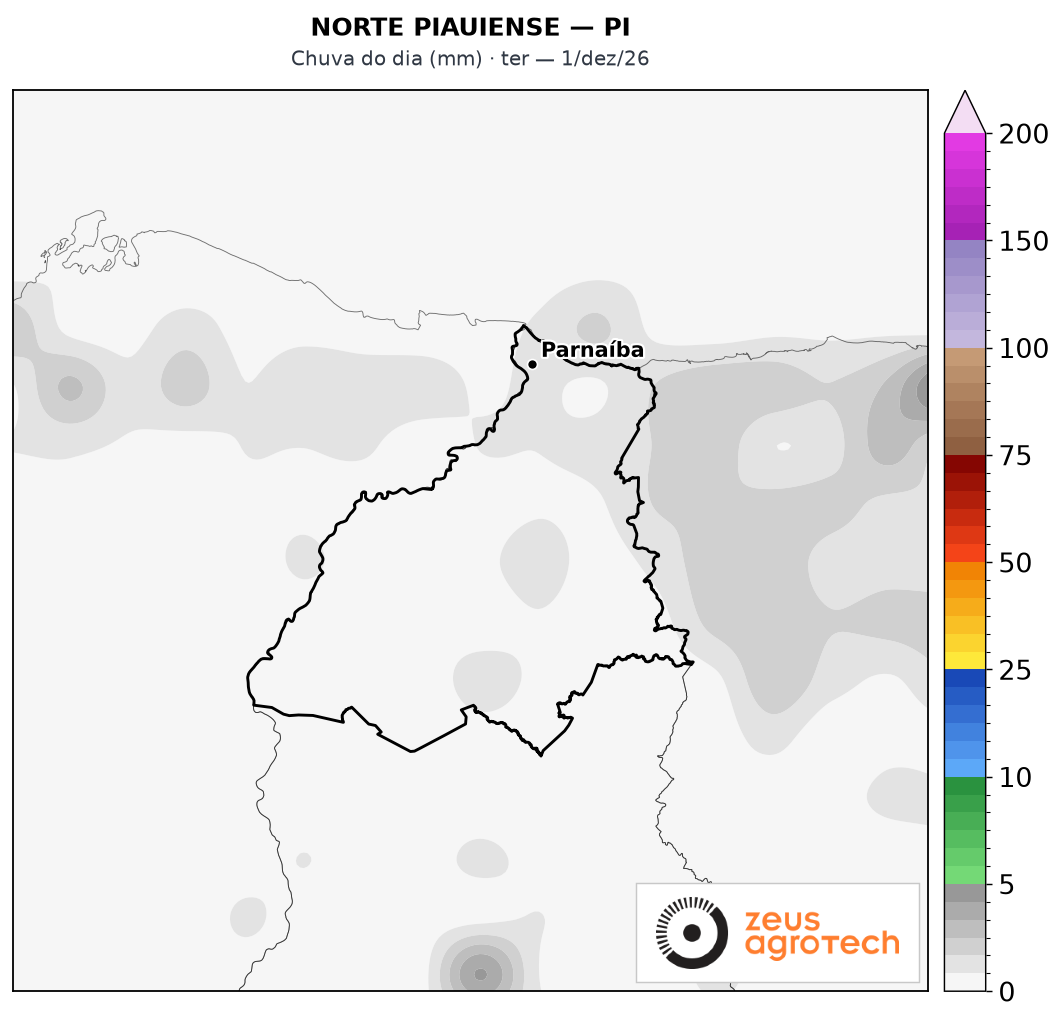 NORTE PIAUIENSE — PI
Chuva do dia (mm) · ter — 1/dez/26
Parnaíba
200
150
100
75
50
25
10
5
0
zeus
agroTech